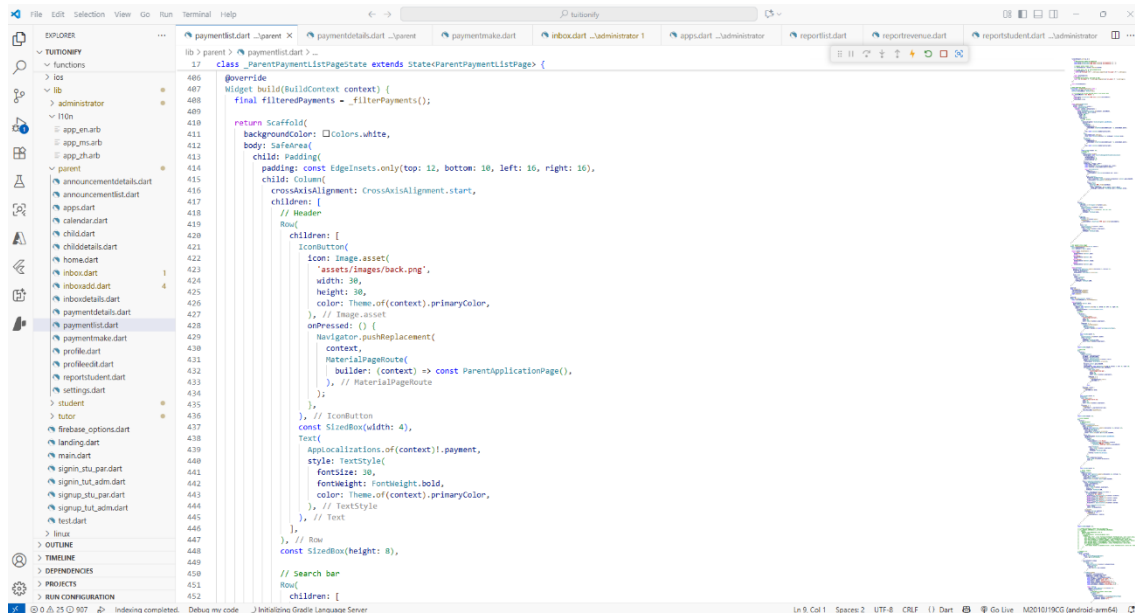 File Edit Selection View Go Run Terminal Help
tuitionify
EXPLORER
paymentlist.dart ...\parent
paymentdetails.dart ...\parent
paymentmake.dart
inbox.dart ...\administrator 1
apps.dart ...\administrator
reportlist.dart
reportrevenue.dart
reportstudent.dart ...\administrator
TUITIONIFY
functions
ios
lib
administrator
l10n
app_en.arb
app_ms.arb
app_zh.arb
parent
announcementdetails.dart
announcementlist.dart
apps.dart
calendar.dart
child.dart
childdetails.dart
home.dart
inbox.dart 1
inboxadd.dart 4
inboxdetails.dart
paymentdetails.dart
paymentlist.dart
paymentmake.dart
profile.dart
profileedit.dart
reportstudent.dart
settings.dart
student
tutor
firebase_options.dart
landing.dart
main.dart
signin_stu_par.dart
signin_tut_adm.dart
signup_stu_par.dart
signup_tut_adm.dart
test.dart
linux
OUTLINE
TIMELINE
DEPENDENCIES
PROJECTS
RUN CONFIGURATION
lib > parent > paymentlist.dart > ...
17 class _ParentPaymentListPageState extends State<ParentPaymentListPage> {
406 @override
407 Widget build(BuildContext context) {
408 final filteredPayments = _filterPayments();
409
410 return Scaffold(
411 backgroundColor: Colors.white,
412 body: SafeArea(
413 child: Padding(
414 padding: const EdgeInsets.only(top: 12, bottom: 10, left: 16, right: 16),
415 child: Column(
416 crossAxisAlignment: CrossAxisAlignment.start,
417 children: [
418 // Header
419 Row(
420 children: [
421 IconButton(
422 icon: Image.asset(
423 'assets/images/back.png',
424 width: 30,
425 height: 30,
426 color: Theme.of(context).primaryColor,
427 ), // Image.asset
428 onPressed: () {
429 Navigator.pushReplacement(
430 context,
431 MaterialPageRoute(
432 builder: (context) => const ParentApplicationPage(),
433 ), // MaterialPageRoute
434 );
435 },
436 ), // IconButton
437 const SizedBox(width: 4),
438 Text(
439 AppLocalizations.of(context)!.payment,
440 style: TextStyle(
441 fontSize: 30,
442 fontWeight: FontWeight.bold,
443 color: Theme.of(context).primaryColor,
444 ), // TextStyle
445 ), // Text
446 ],
447 ), // Row
448 const SizedBox(height: 8),
449
450 // Search bar
451 Row(
452 children: [
0 25 907 Indexing completed. Debug my code Initializing Gradle Language Server
Ln 9, Col 1 Spaces: 2 UTF-8 CRLF {} Dart Go Live M2010J19CG (android-arm64)